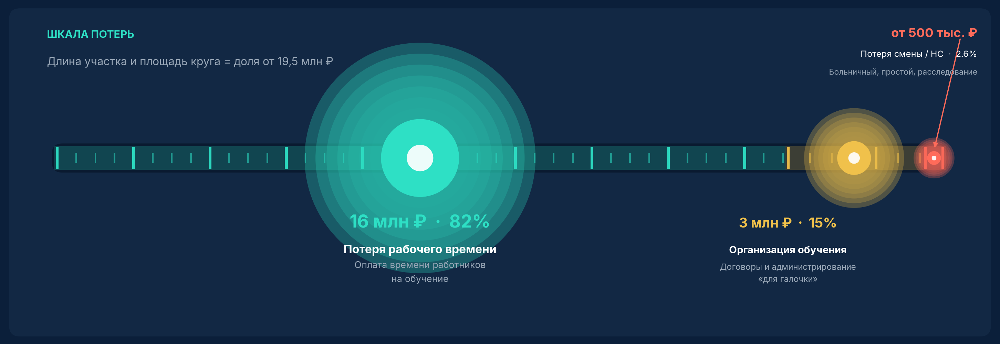 ШКАЛА ПОТЕРЬ
Длина участка и площадь круга = доля от 19,5 млн ₽
от 500 тыс. ₽
Потеря смены / НС · 2.6%
Больничный, простой, расследование
16 млн ₽ · 82%
Потеря рабочего времени
Оплата времени работников
на обучение
3 млн ₽ · 15%
Организация обучения
Договоры и администрирование
«для галочки»